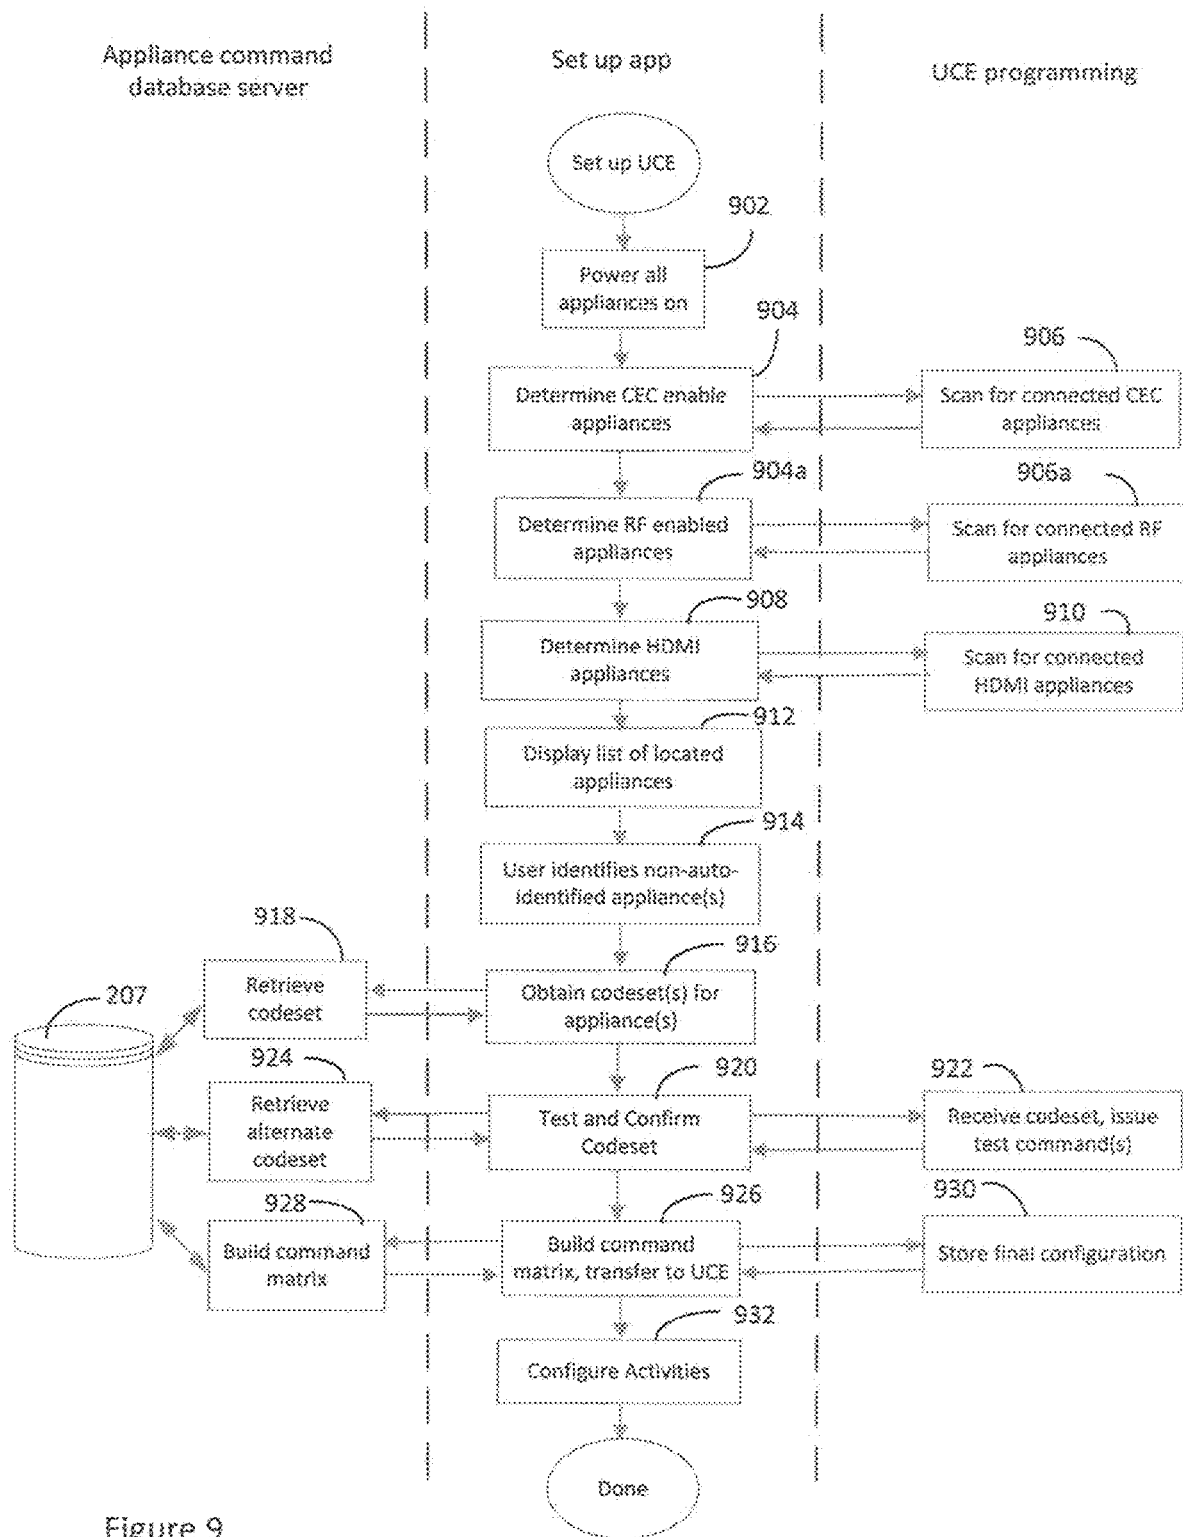 Appliance command
database server
Set up app
UCE programming
Set up UCE
902
Power all
appliances on
904
Determine CEC enable
appliances
906
Scan for connected CEC
appliances
904a
Determine RF enabled
appliances
906a
Scan for connected RF
appliances
908
Determine HDMI
appliances
910
Scan for connected
HDMI appliances
912
Display list of located
appliances
914
User identifies non-auto-
identified appliance(s)
918
Retrieve
codeset
916
Obtain codeset(s) for
appliance(s)
207
924
Retrieve
alternate
codeset
920
Test and Confirm
Codeset
922
Receive codeset, issue
test command(s)
928
Build command
matrix
926
Build command
matrix, transfer to UCE
930
Store final configuration
932
Configure Activities
Done
Figure 9